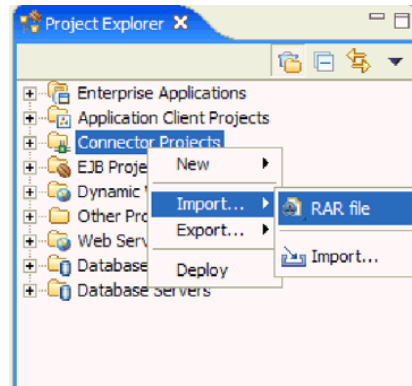 Project Explorer
Enterprise Applications
Application Client Projects
Connector Projects
EJB Proje
New
Dynamic
Import...
RAR file
Other Pro
Export...
Web Serv
Import...
Database
Deploy
Database Servers